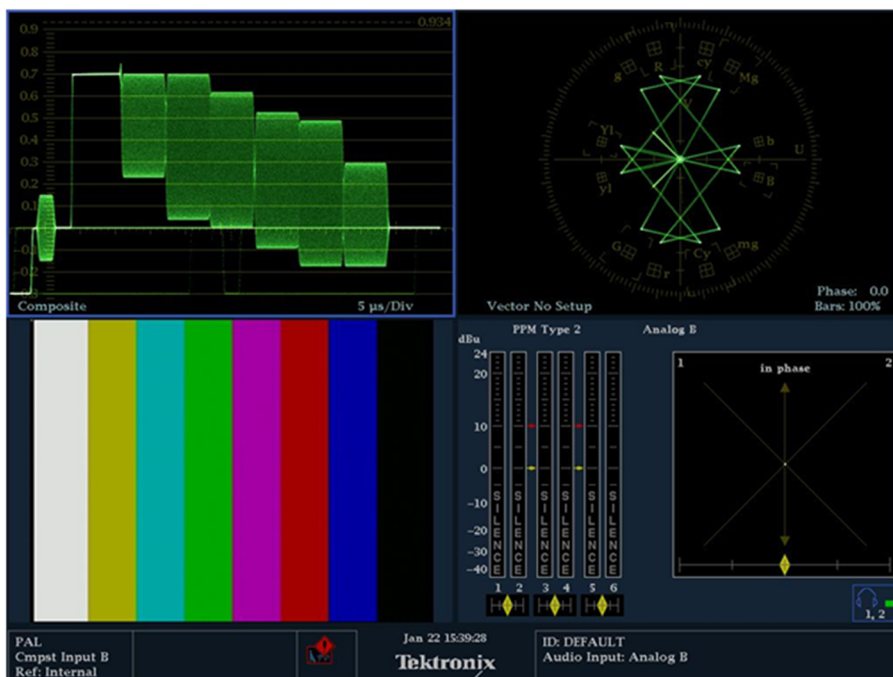 0.934
0.9
0.8
0.7
0.6
0.5
0.4
0.3
0.2
0.1
-0.1
-0.2
Composite 5 µs/Div
g R cy Mg
V
Yl b
U
yl B
G r Cy mg
Phase: 0.0
Vector No Setup Bars: 100%
PPM Type 2 Analog B
dBu
24
20
10
0
-10
-20
-30
-40
SILENCE SILENCE SILENCE SILENCE SILENCE SILENCE
1 2 3 4 5 6
1 2
in phase
1, 2
PAL
Cmpst Input B
Ref: Internal
Jan 22 15:39:28
Tektronix
ID: DEFAULT
Audio Input: Analog B